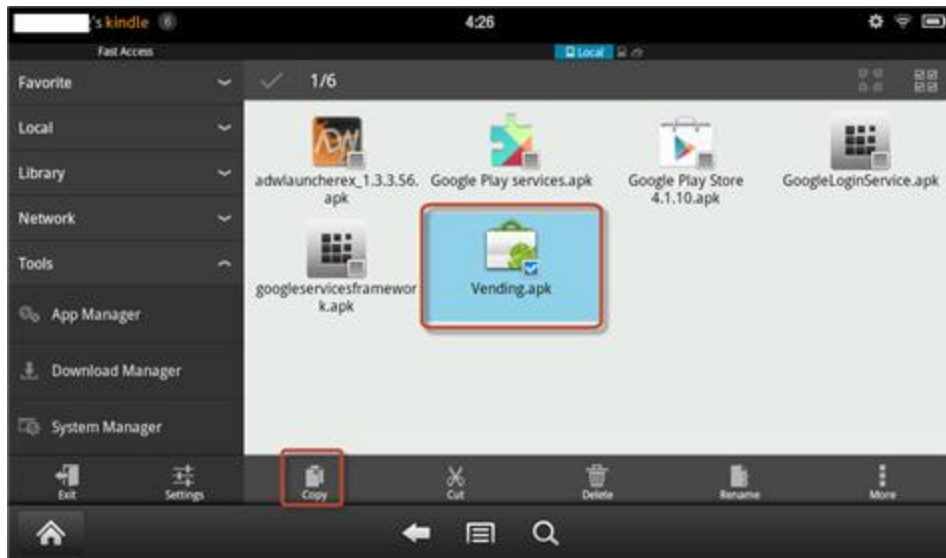 's kindle 6
4:26
Fast Access
Local
Favorite
1/6
Local
Library
Network
Tools
App Manager
Download Manager
System Manager
ADW
adwlauncherex_1.3.3.56.
apk
Google Play services.apk
Google Play Store
4.1.10.apk
GoogleLoginService.apk
googleservicesframewor
k.apk
Vending.apk
Exit
Settings
Copy
Cut
Delete
Rename
More